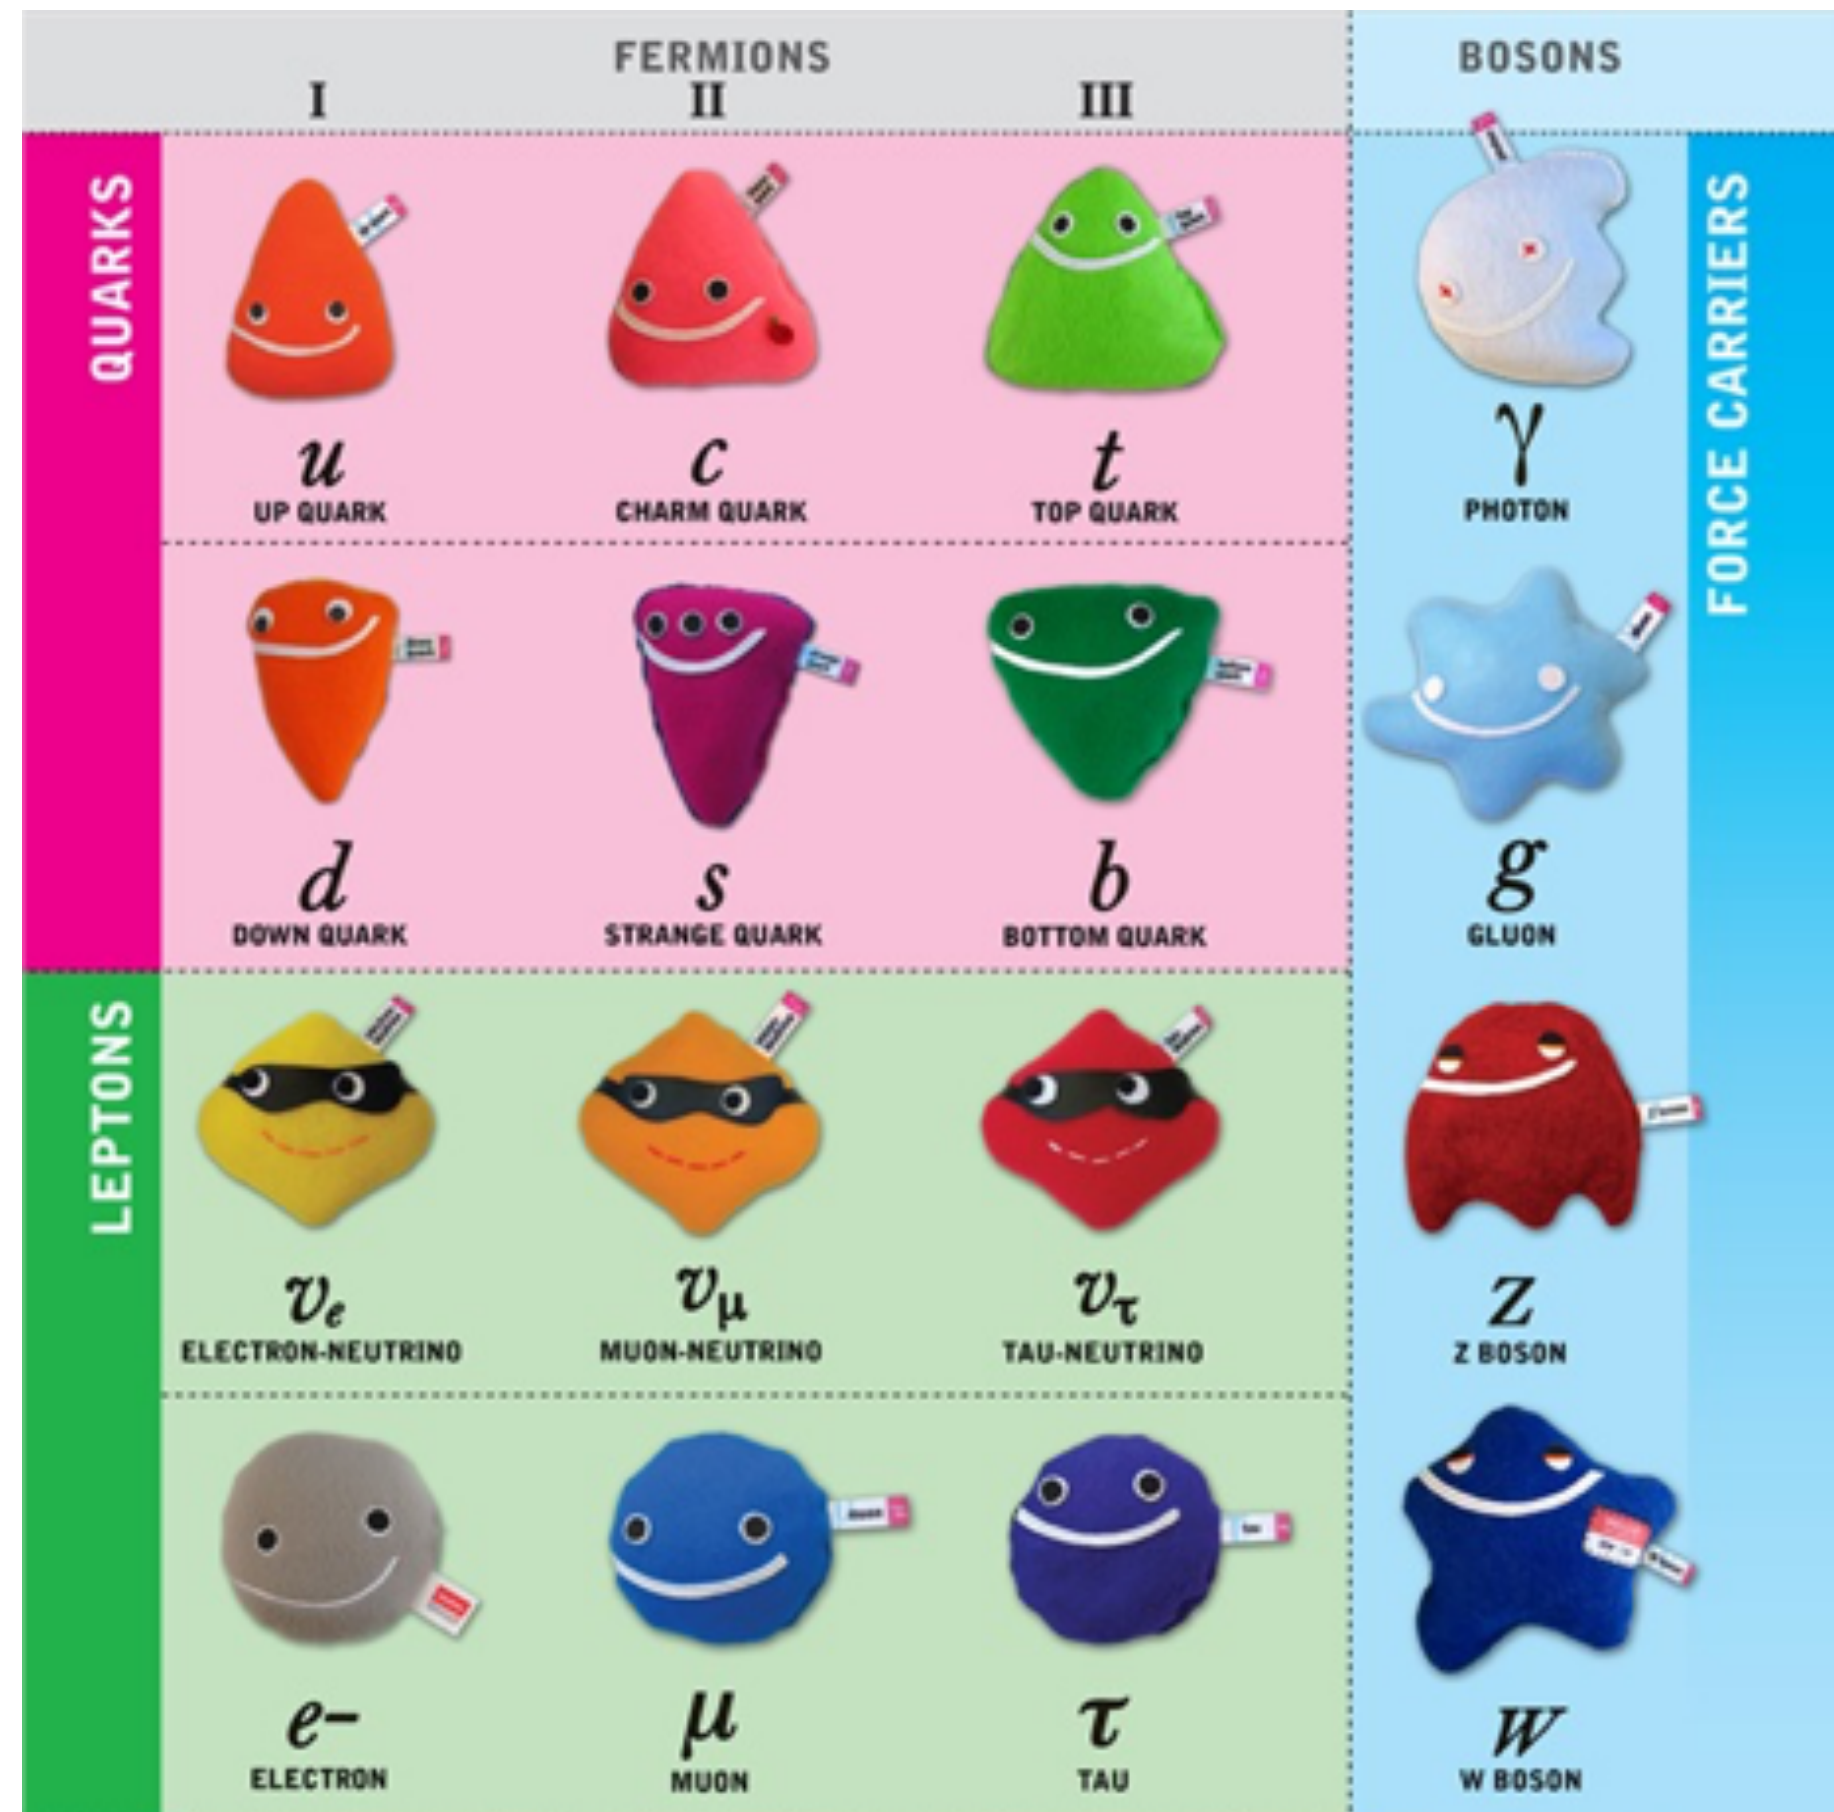 FERMIONS
BOSONS
I
II
III
QUARKS
FORCE CARRIERS
u
c
t
γ
UP QUARK
CHARM QUARK
TOP QUARK
PHOTON
d
s
b
g
DOWN QUARK
STRANGE QUARK
BOTTOM QUARK
GLUON
LEPTONS
νe
νμ
ντ
Z
ELECTRON-NEUTRINO
MUON-NEUTRINO
TAU-NEUTRINO
Z BOSON
e−
μ
τ
W
ELECTRON
MUON
TAU
W BOSON